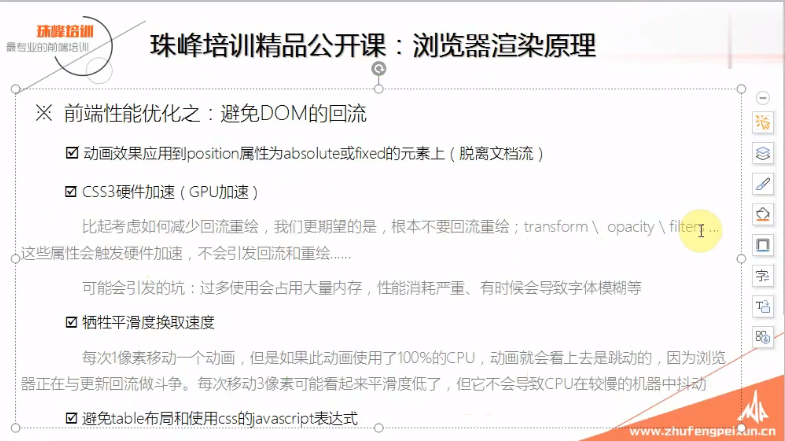 珠峰培训
最专业的前端培训
珠峰培训精品公开课：浏览器渲染原理
※ 前端性能优化之：避免DOM的回流
☑ 动画效果应用到position属性为absolute或fixed的元素上（脱离文档流）
☑ CSS3硬件加速（GPU加速）
比起考虑如何减少回流重绘，我们更期望的是，根本不要回流重绘；transform \ opacity \ filters ...
这些属性会触发硬件加速，不会引发回流和重绘......
可能会引发的坑：过多使用会占用大量内存，性能消耗严重、有时候会导致字体模糊等
☑ 牺牲平滑度换取速度
每次1像素移动一个动画，但是如果此动画使用了100%的CPU，动画就会看上去是跳动的，因为浏览
器正在与更新回流做斗争。每次移动3像素可能看起来平滑度低了，但它不会导致CPU在较慢的机器中抖动
☑ 避免table布局和使用css的javascript表达式
字
www.zhufengpeixun.cn